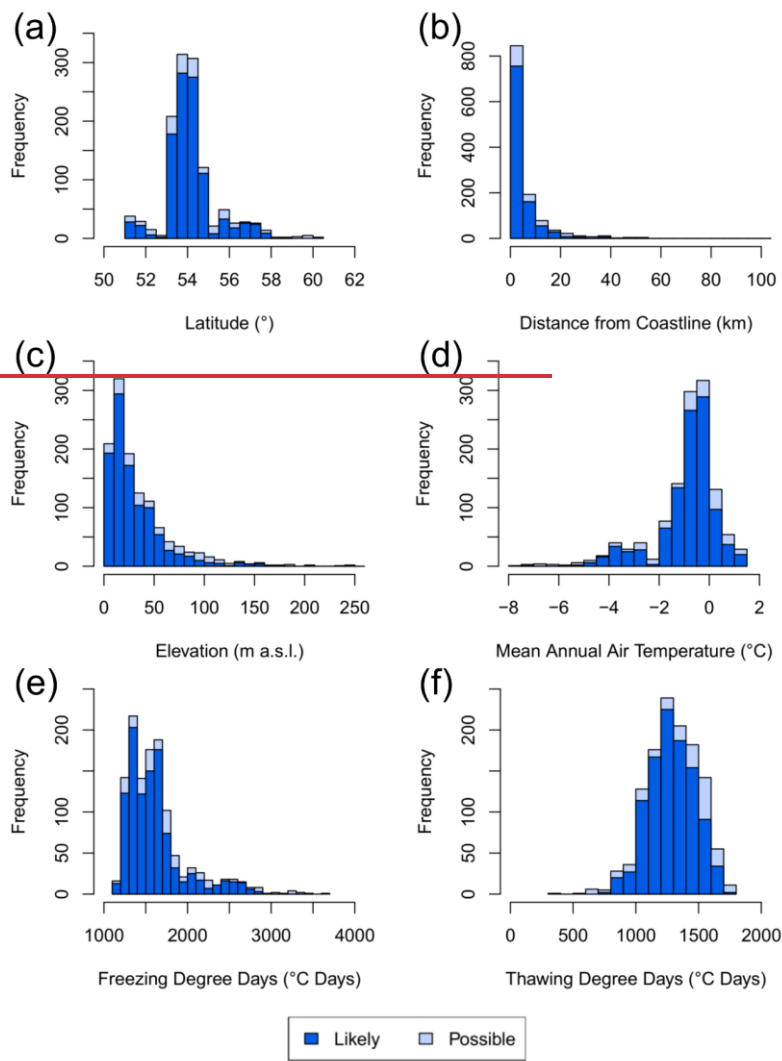 (a)
Frequency
0
100
200
300
50 52 54 56 58 60 62
Latitude (°)
(b)
Frequency
0
200
400
600
800
0 20 40 60 80 100
Distance from Coastline (km)
(c)
Frequency
0
100
200
300
0 50 100 150 200 250
Elevation (m a.s.l.)
(d)
Frequency
0
100
200
300
−8 −6 −4 −2 0 2
Mean Annual Air Temperature (°C)
(e)
Frequency
0
50
100
200
1000 2000 3000 4000
Freezing Degree Days (°C Days)
(f)
Frequency
0
50
100
200
0 500 1000 1500 2000
Thawing Degree Days (°C Days)
Likely Possible